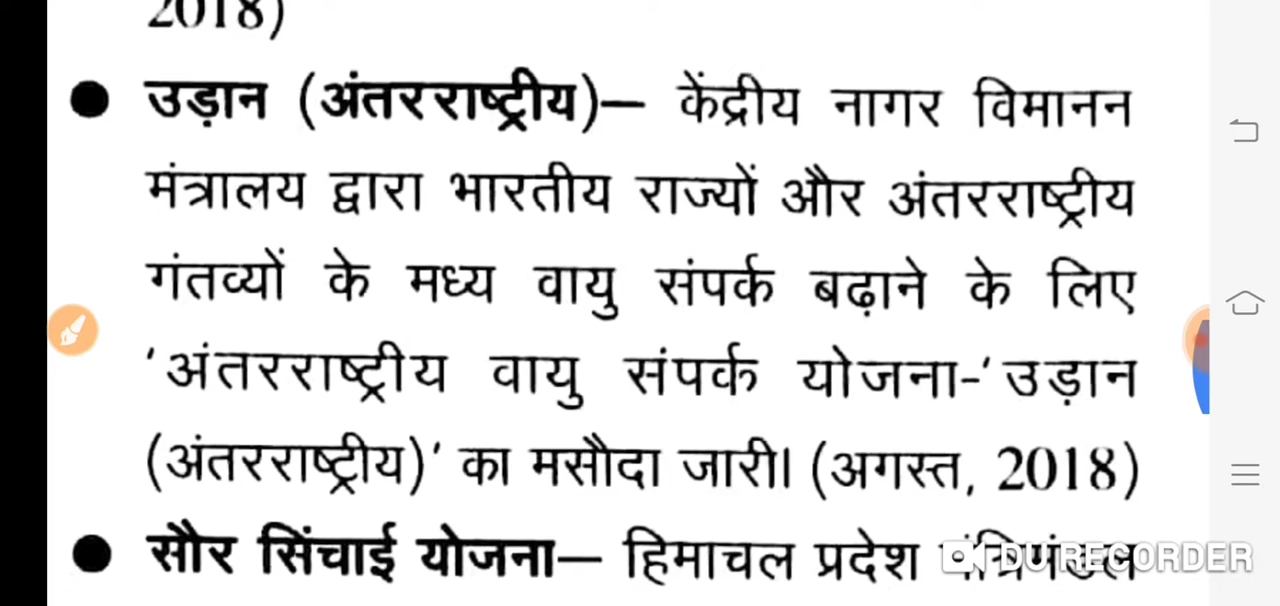 2018)
● उड़ान (अंतरराष्ट्रीय)— केंद्रीय नागर विमानन
मंत्रालय द्वारा भारतीय राज्यों और अंतरराष्ट्रीय
गंतव्यों के मध्य वायु संपर्क बढ़ाने के लिए
'अंतरराष्ट्रीय वायु संपर्क योजना-'उड़ान
(अंतरराष्ट्रीय)' का मसौदा जारी। (अगस्त, 2018)
● सौर सिंचाई योजना— हिमाचल प्रदेश मंत्रिमंडल
DU RECORDER